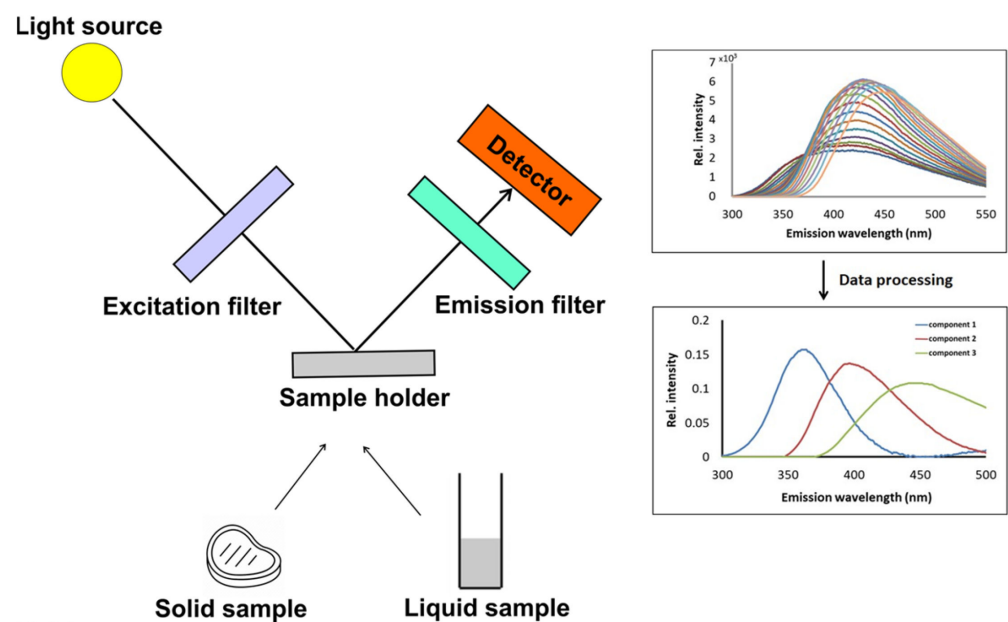 Light source
Excitation filter
Detector
Emission filter
Sample holder
Solid sample
Liquid sample
7 x10³
6
5
4
3
2
1
0
Rel. intensity
300 350 400 450 500 550
Emission wavelength (nm)
Data processing
0.2
0.15
0.1
0.05
0
Rel. intensity
component 1
component 2
component 3
300 350 400 450 500
Emission wavelength (nm)